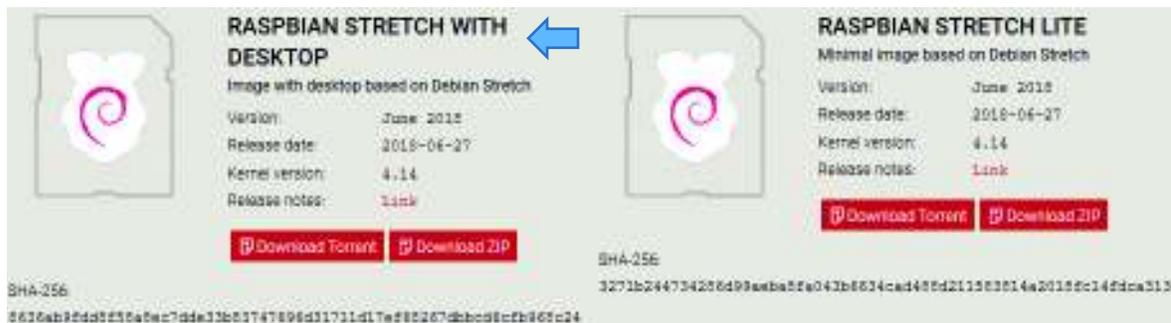 RASPBIAN STRETCH WITH
DESKTOP
Image with desktop based on Debian Stretch
Version: June 2018
Release date: 2018-06-27
Kernel version: 4.14
Release notes: Link
Download Torrent Download ZIP
SHA-256:
RASPBIAN STRETCH LITE
Minimal image based on Debian Stretch
Version: June 2018
Release date: 2018-06-27
Kernel version: 4.14
Release notes: Link
Download Torrent Download ZIP
SHA-256: